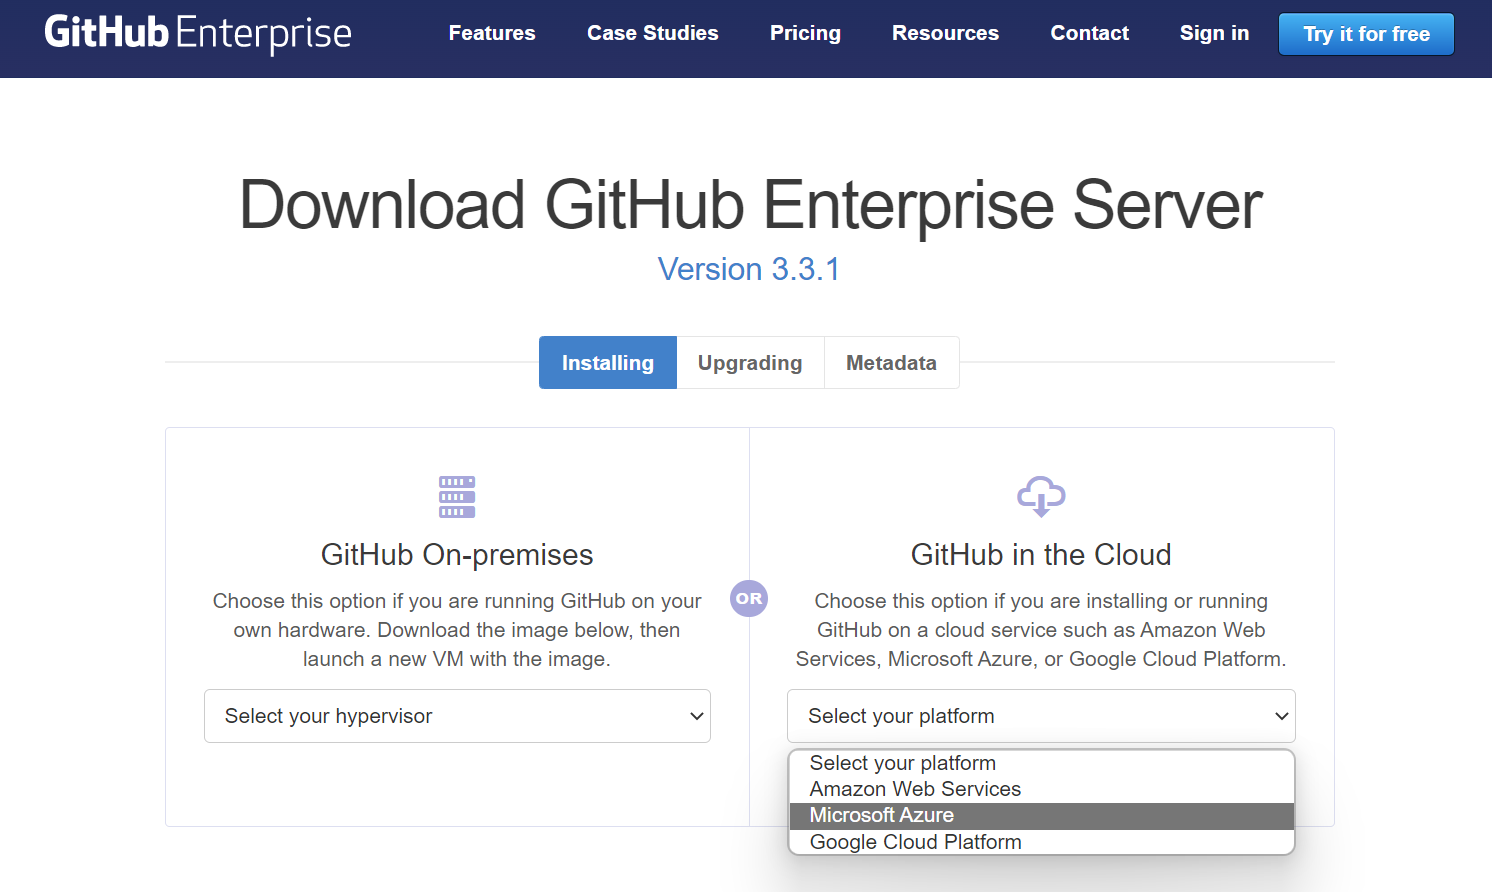 GitHub Enterprise Features Case Studies Pricing Resources Contact Sign in Try it for free
Download GitHub Enterprise Server
Version 3.3.1
Installing Upgrading Metadata
GitHub On-premises
Choose this option if you are running GitHub on your
own hardware. Download the image below, then
launch a new VM with the image.
Select your hypervisor
OR
GitHub in the Cloud
Choose this option if you are installing or running
GitHub on a cloud service such as Amazon Web
Services, Microsoft Azure, or Google Cloud Platform.
Select your platform
Select your platform
Amazon Web Services
Microsoft Azure
Google Cloud Platform